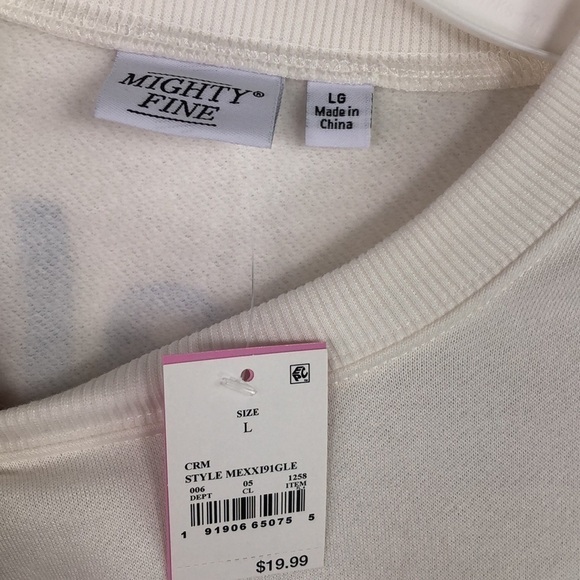 MIGHTY®
FINE
LG
Made in
China
SIZE
L
CRM
STYLE MEXXI91GLE
006 05 1258
DEPT CL ITEM
1 91906 65075 5
$19.99